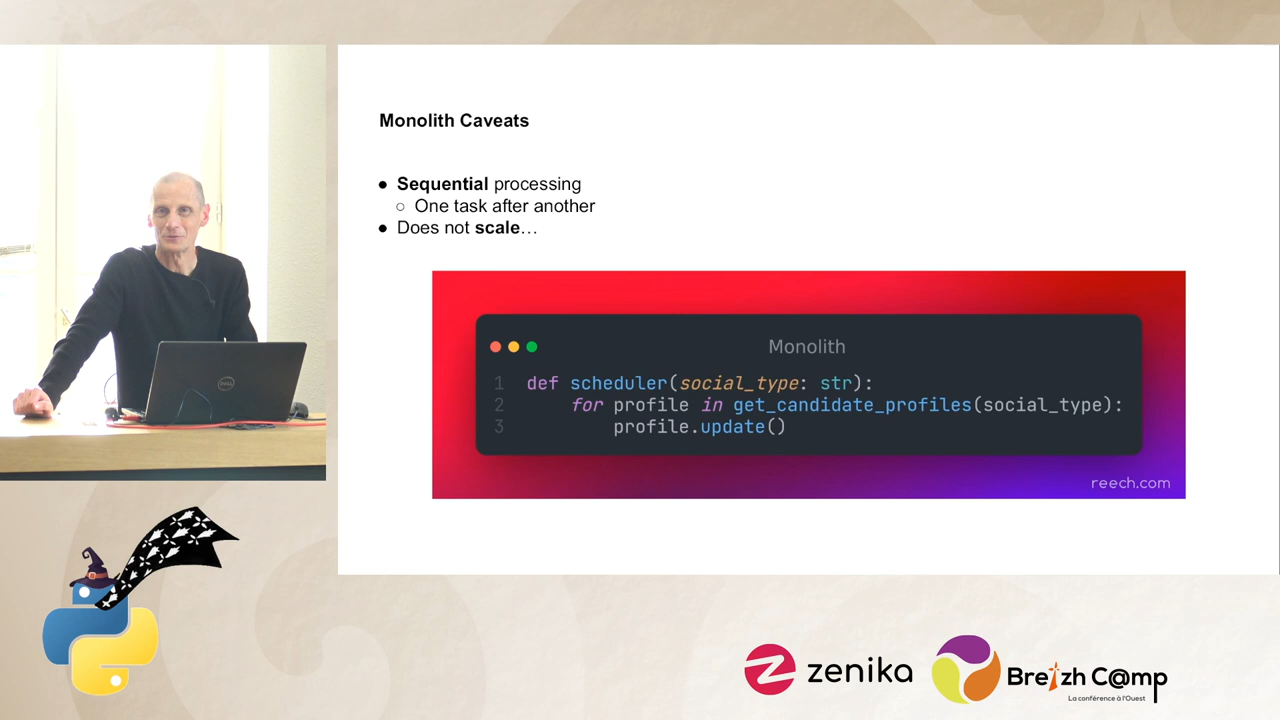 Monolith Caveats
● Sequential processing
○ One task after another
● Does not scale…
Monolith
1 def scheduler(social_type: str):
2 for profile in get_candidate_profiles(social_type):
3 profile.update()
reech.com
DELL
zenika
Breizh C@mp
La conférence à l'Ouest